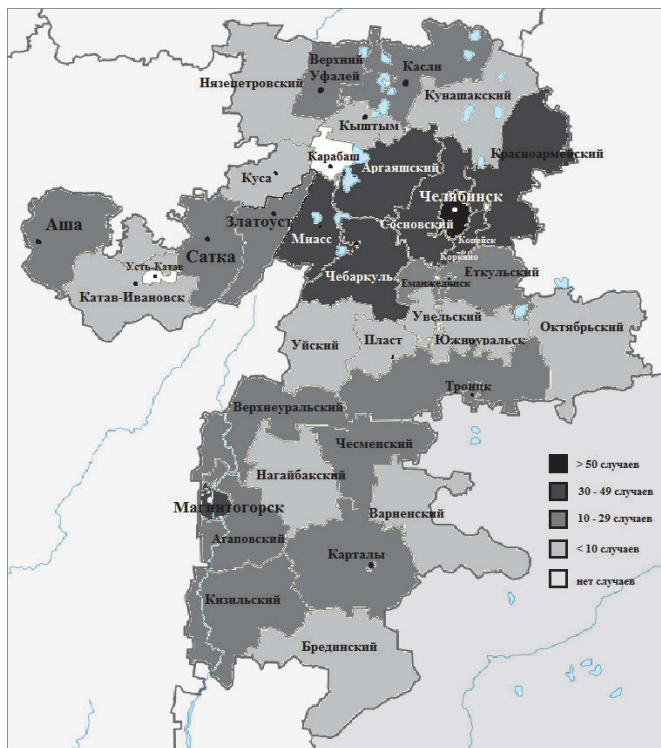 Верхний
Уфалей
Касли
Нязепетровский
Кунашакский
Кыштым
Карабаш
Красноармейский
Аргаяшский
Куса
Челябинск
Златоуст
Аша
Сосновский
Миасс
Копейск
Сатка
Коркино
Усть-Катав
Чебаркуль
Еткульский
Еманжелинск
Катав-Ивановск
Увельский
Октябрьский
Уйский
Пласт
Южноуральск
Троицк
Верхнеуральский
Чесменский
Нагайбакский
Магнитогорск
Варненский
Агаповский
Карталы
Кизильский
Брединский
> 50 случаев
30 - 49 случаев
10 - 29 случаев
< 10 случаев
нет случаев